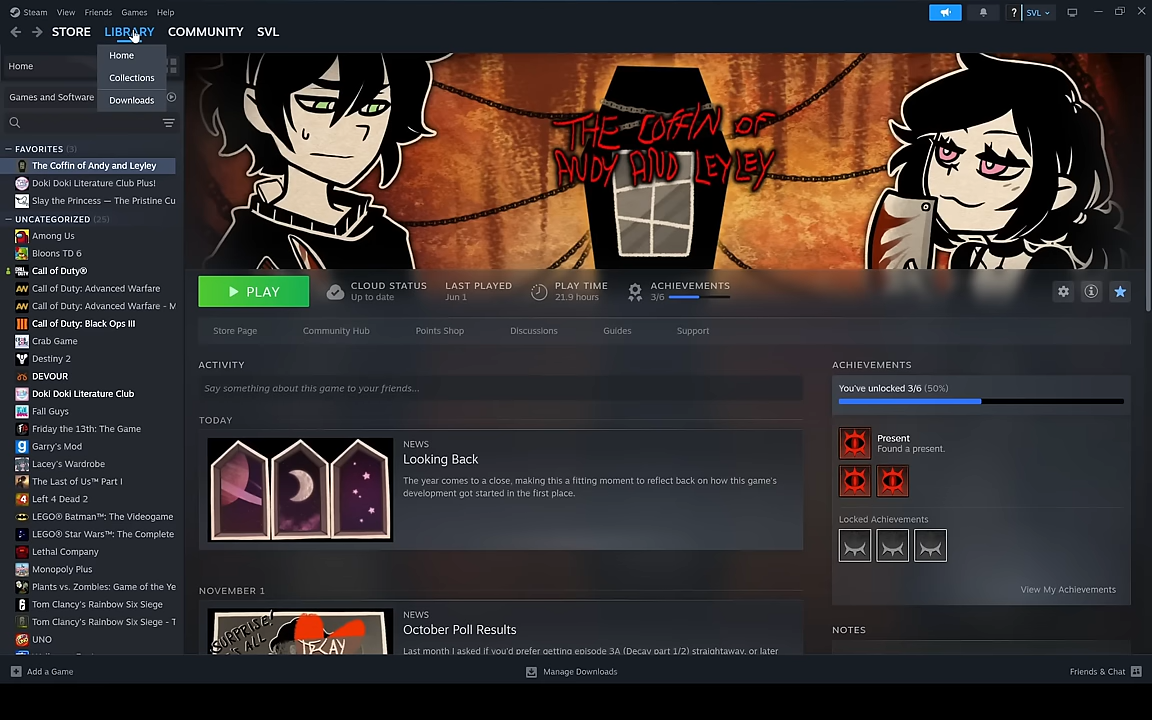 Steam View Friends Games Help
SVL
STORE LIBRARY COMMUNITY SVL
Home
Collections
Downloads
Home
Games and Software
FAVORITES (3)
The Coffin of Andy and Leyley
Doki Doki Literature Club Plus!
Slay the Princess — The Pristine Cu
UNCATEGORIZED (25)
Among Us
Bloons TD 6
Call of Duty®
Call of Duty: Advanced Warfare
Call of Duty: Advanced Warfare - M
Call of Duty: Black Ops III
Crab Game
Destiny 2
DEVOUR
Doki Doki Literature Club
Fall Guys
Friday the 13th: The Game
Garry's Mod
Lacey's Wardrobe
The Last of Us™ Part I
Left 4 Dead 2
LEGO® Batman™: The Videogame
LEGO® Star Wars™: The Complete
Lethal Company
Monopoly Plus
Plants vs. Zombies: Game of the Ye
Tom Clancy's Rainbow Six Siege
Tom Clancy's Rainbow Six Siege - T
UNO
THE COFFIN OF
ANDY AND LEYLEY
PLAY
CLOUD STATUS
Up to date
LAST PLAYED
Jun 1
PLAY TIME
21.9 hours
ACHIEVEMENTS
3/6
Store Page Community Hub Points Shop Discussions Guides Support
ACTIVITY
Say something about this game to your friends...
TODAY
NEWS
Looking Back
The year comes to a close, making this a fitting moment to reflect back on how this game's
development got started in the first place.
NOVEMBER 1
SURPRISE!
IT'S ALL
DECAY
NEWS
October Poll Results
Last month I asked if you'd prefer getting episode 3A (Decay part 1/2) straightaway, or later
ACHIEVEMENTS
You've unlocked 3/6 (50%)
Present
Found a present.
Locked Achievements
View My Achievements
NOTES
Add a Game
Manage Downloads
Friends & Chat